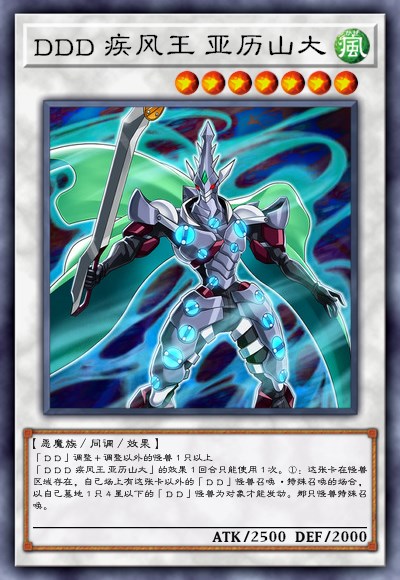 DDD 疾风王 亚历山大
風
【恶魔族／同调／效果】
「DD」调整＋调整以外的怪兽1只以上
「DDD 疾风王 亚历山大」的效果1回合只能使用1次。①：这张卡在怪兽
区域存在，自己场上有这张卡以外的「DD」怪兽召唤·特殊召唤的场合，
以自己墓地1只4星以下的「DD」怪兽为对象才能发动。那只怪兽特殊召
唤。
ATK/2500 DEF/2000